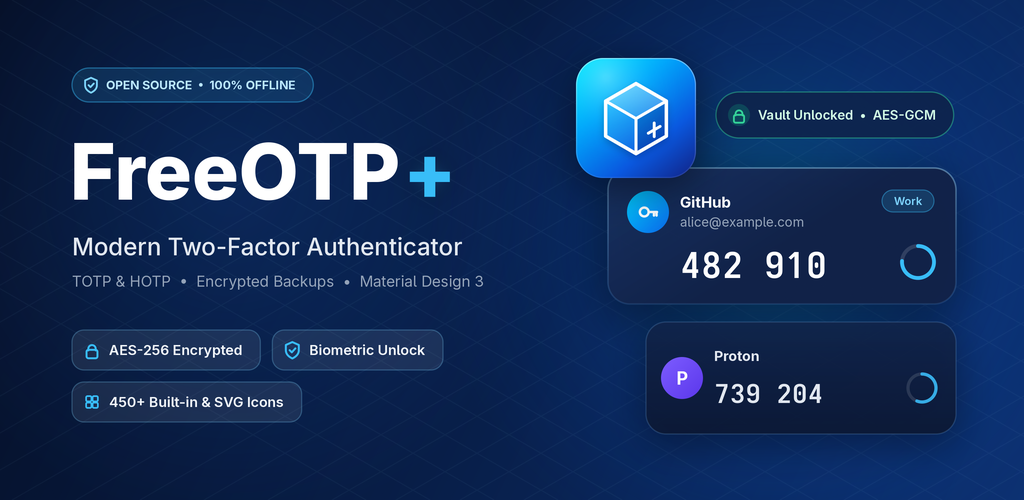 OPEN SOURCE • 100% OFFLINE
FreeOTP+
Modern Two-Factor Authenticator
TOTP & HOTP • Encrypted Backups • Material Design 3
AES-256 Encrypted
Biometric Unlock
450+ Built-in & SVG Icons
Vault Unlocked • AES-GCM
GitHub
Work
alice@example.com
482 910
P
Proton
739 204